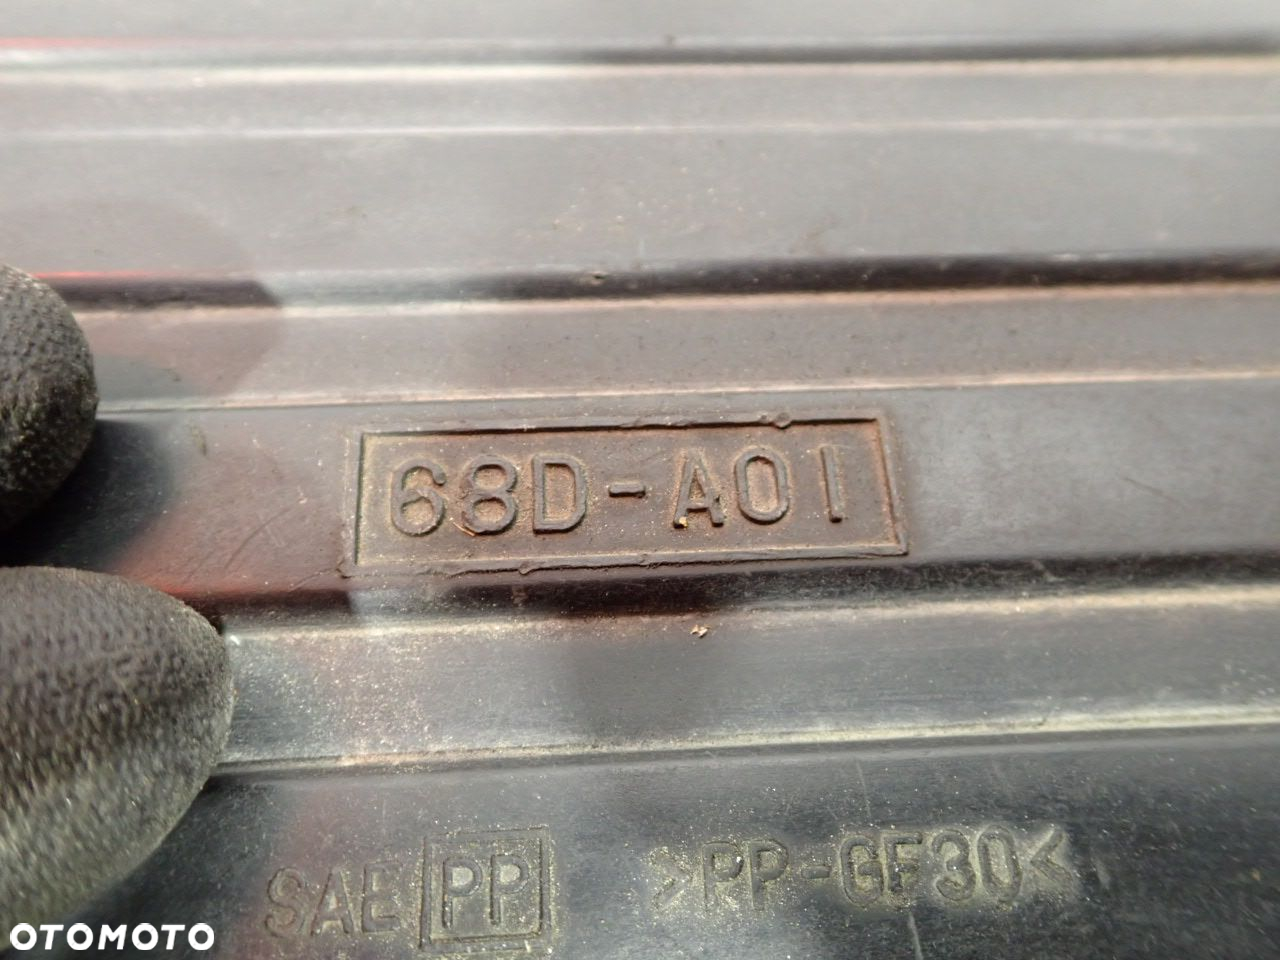 68D-A01
SAE PP >PP-GF30<
OTOMOTO